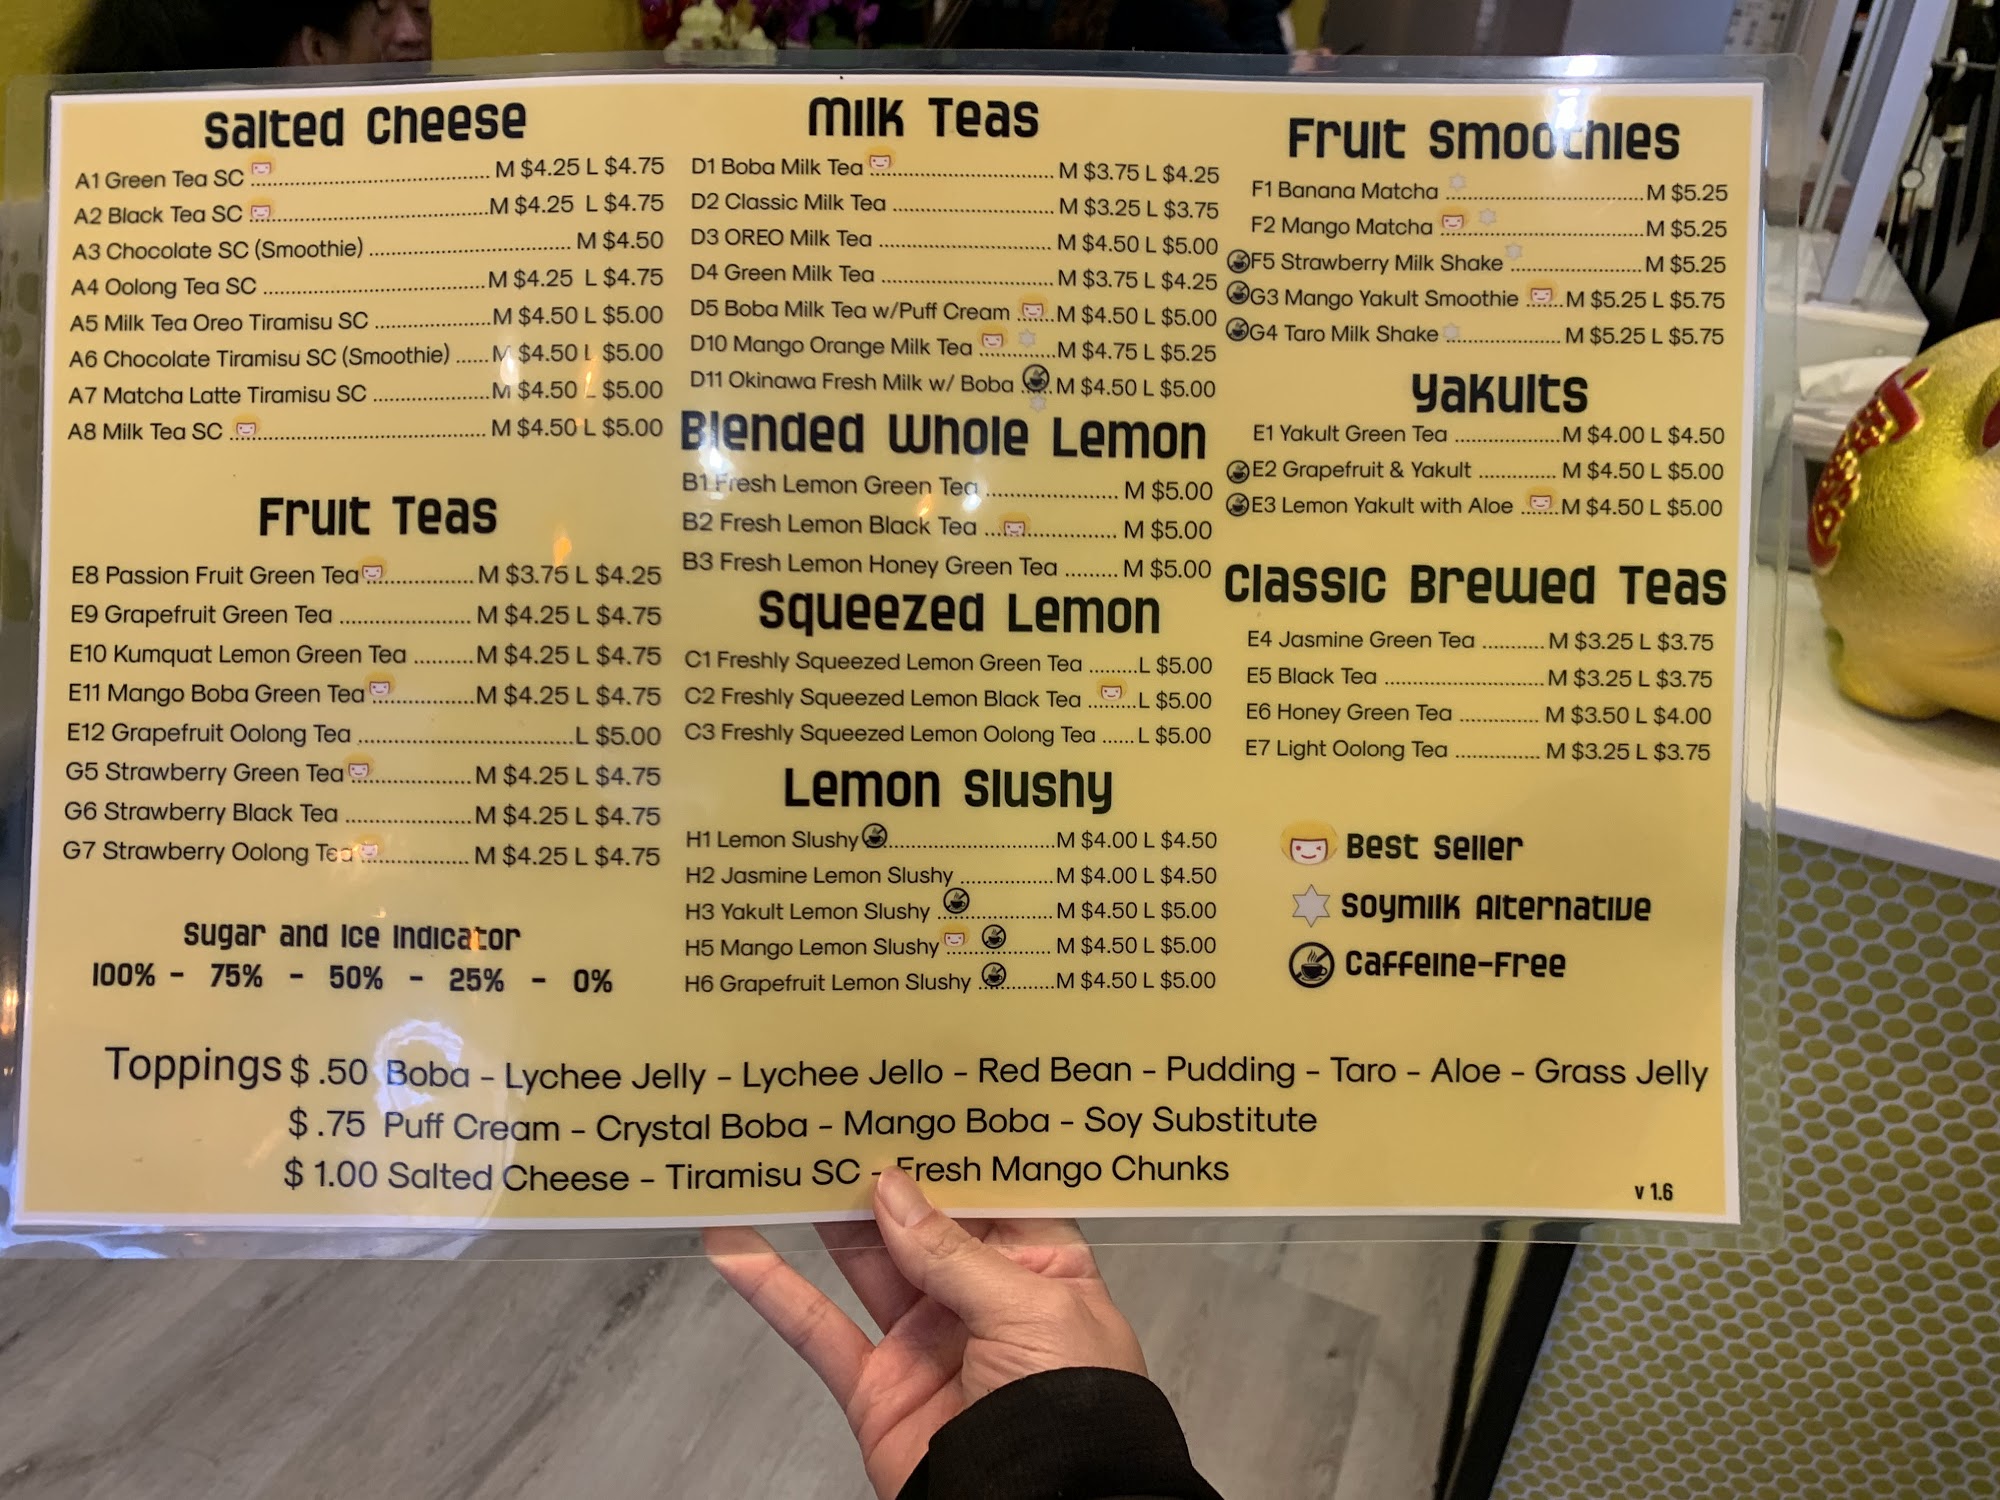 Salted Cheese
A1 Green Tea SC ........ M $4.25 L $4.75
A2 Black Tea SC ........ M $4.25 L $4.75
A3 Chocolate SC (Smoothie) ........ M $4.50
A4 Oolong Tea SC ........ M $4.25 L $4.75
A5 Milk Tea Oreo Tiramisu SC ........ M $4.50 L $5.00
A6 Chocolate Tiramisu SC (Smoothie) ...... M $4.50 L $5.00
A7 Matcha Latte Tiramisu SC ........ M $4.50 L $5.00
A8 Milk Tea SC ........ M $4.50 L $5.00
Fruit Teas
E8 Passion Fruit Green Tea ........ M $3.75 L $4.25
E9 Grapefruit Green Tea ........ M $4.25 L $4.75
E10 Kumquat Lemon Green Tea ........ M $4.25 L $4.75
E11 Mango Boba Green Tea ........ M $4.25 L $4.75
E12 Grapefruit Oolong Tea ........ L $5.00
G5 Strawberry Green Tea ........ M $4.25 L $4.75
G6 Strawberry Black Tea ........ M $4.25 L $4.75
G7 Strawberry Oolong Tea ........ M $4.25 L $4.75
Sugar and Ice Indicator
100% - 75% - 50% - 25% - 0%
Milk Teas
D1 Boba Milk Tea ........ M $3.75 L $4.25
D2 Classic Milk Tea ........ M $3.25 L $3.75
D3 OREO Milk Tea ........ M $4.50 L $5.00
D4 Green Milk Tea ........ M $3.75 L $4.25
D5 Boba Milk Tea w/Puff Cream ...... M $4.50 L $5.00
D10 Mango Orange Milk Tea ........ M $4.75 L $5.25
D11 Okinawa Fresh Milk w/ Boba .... M $4.50 L $5.00
Blended Whole Lemon
B1 Fresh Lemon Green Tea ........ M $5.00
B2 Fresh Lemon Black Tea ........ M $5.00
B3 Fresh Lemon Honey Green Tea ........ M $5.00
Squeezed Lemon
C1 Freshly Squeezed Lemon Green Tea ........ L $5.00
C2 Freshly Squeezed Lemon Black Tea ........ L $5.00
C3 Freshly Squeezed Lemon Oolong Tea ...... L $5.00
Lemon Slushy
H1 Lemon Slushy ........ M $4.00 L $4.50
H2 Jasmine Lemon Slushy ........ M $4.00 L $4.50
H3 Yakult Lemon Slushy ........ M $4.50 L $5.00
H5 Mango Lemon Slushy ........ M $4.50 L $5.00
H6 Grapefruit Lemon Slushy ........ M $4.50 L $5.00
Fruit Smoothies
F1 Banana Matcha ........ M $5.25
F2 Mango Matcha ........ M $5.25
F5 Strawberry Milk Shake ........ M $5.25
G3 Mango Yakult Smoothie ...... M $5.25 L $5.75
G4 Taro Milk Shake ........ M $5.25 L $5.75
Yakults
E1 Yakult Green Tea ........ M $4.00 L $4.50
E2 Grapefruit & Yakult ........ M $4.50 L $5.00
E3 Lemon Yakult with Aloe ...... M $4.50 L $5.00
Classic Brewed Teas
E4 Jasmine Green Tea ........ M $3.25 L $3.75
E5 Black Tea ........ M $3.25 L $3.75
E6 Honey Green Tea ........ M $3.50 L $4.00
E7 Light Oolong Tea ........ M $3.25 L $3.75
Best Seller
Soymilk Alternative
Caffeine-Free
Toppings $ .50 Boba - Lychee Jelly - Lychee Jello - Red Bean - Pudding - Taro - Aloe - Grass Jelly
$ .75 Puff Cream - Crystal Boba - Mango Boba - Soy Substitute
$ 1.00 Salted Cheese - Tiramisu SC - Fresh Mango Chunks
v 1.6